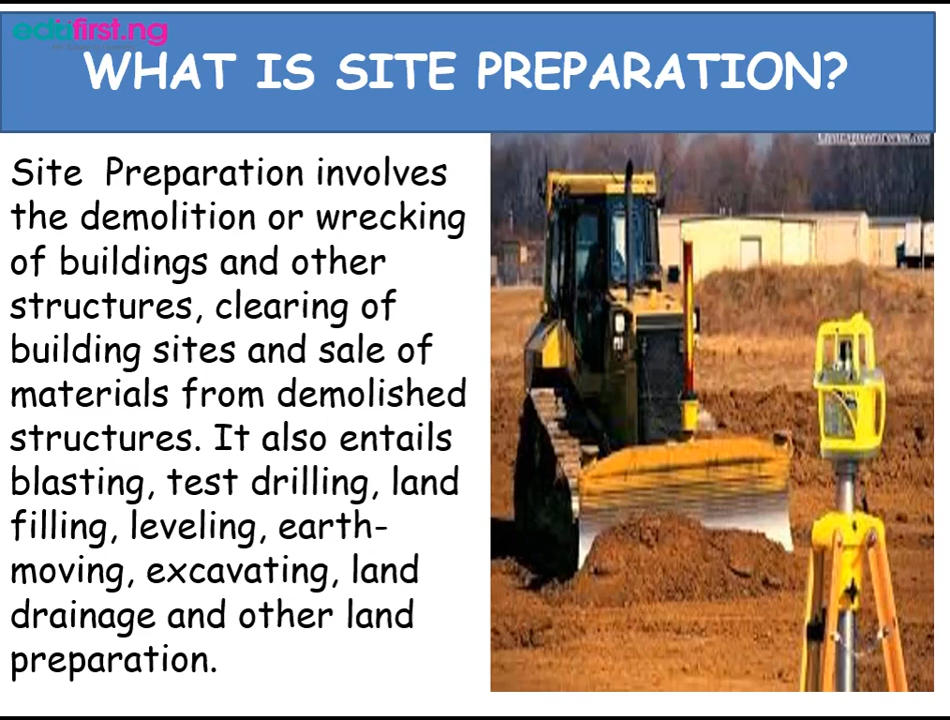 edufirst.ng
WHAT IS SITE PREPARATION?
Site Preparation involves
the demolition or wrecking
of buildings and other
structures, clearing of
building sites and sale of
materials from demolished
structures. It also entails
blasting, test drilling, land
filling, leveling, earth-
moving, excavating, land
drainage and other land
preparation.